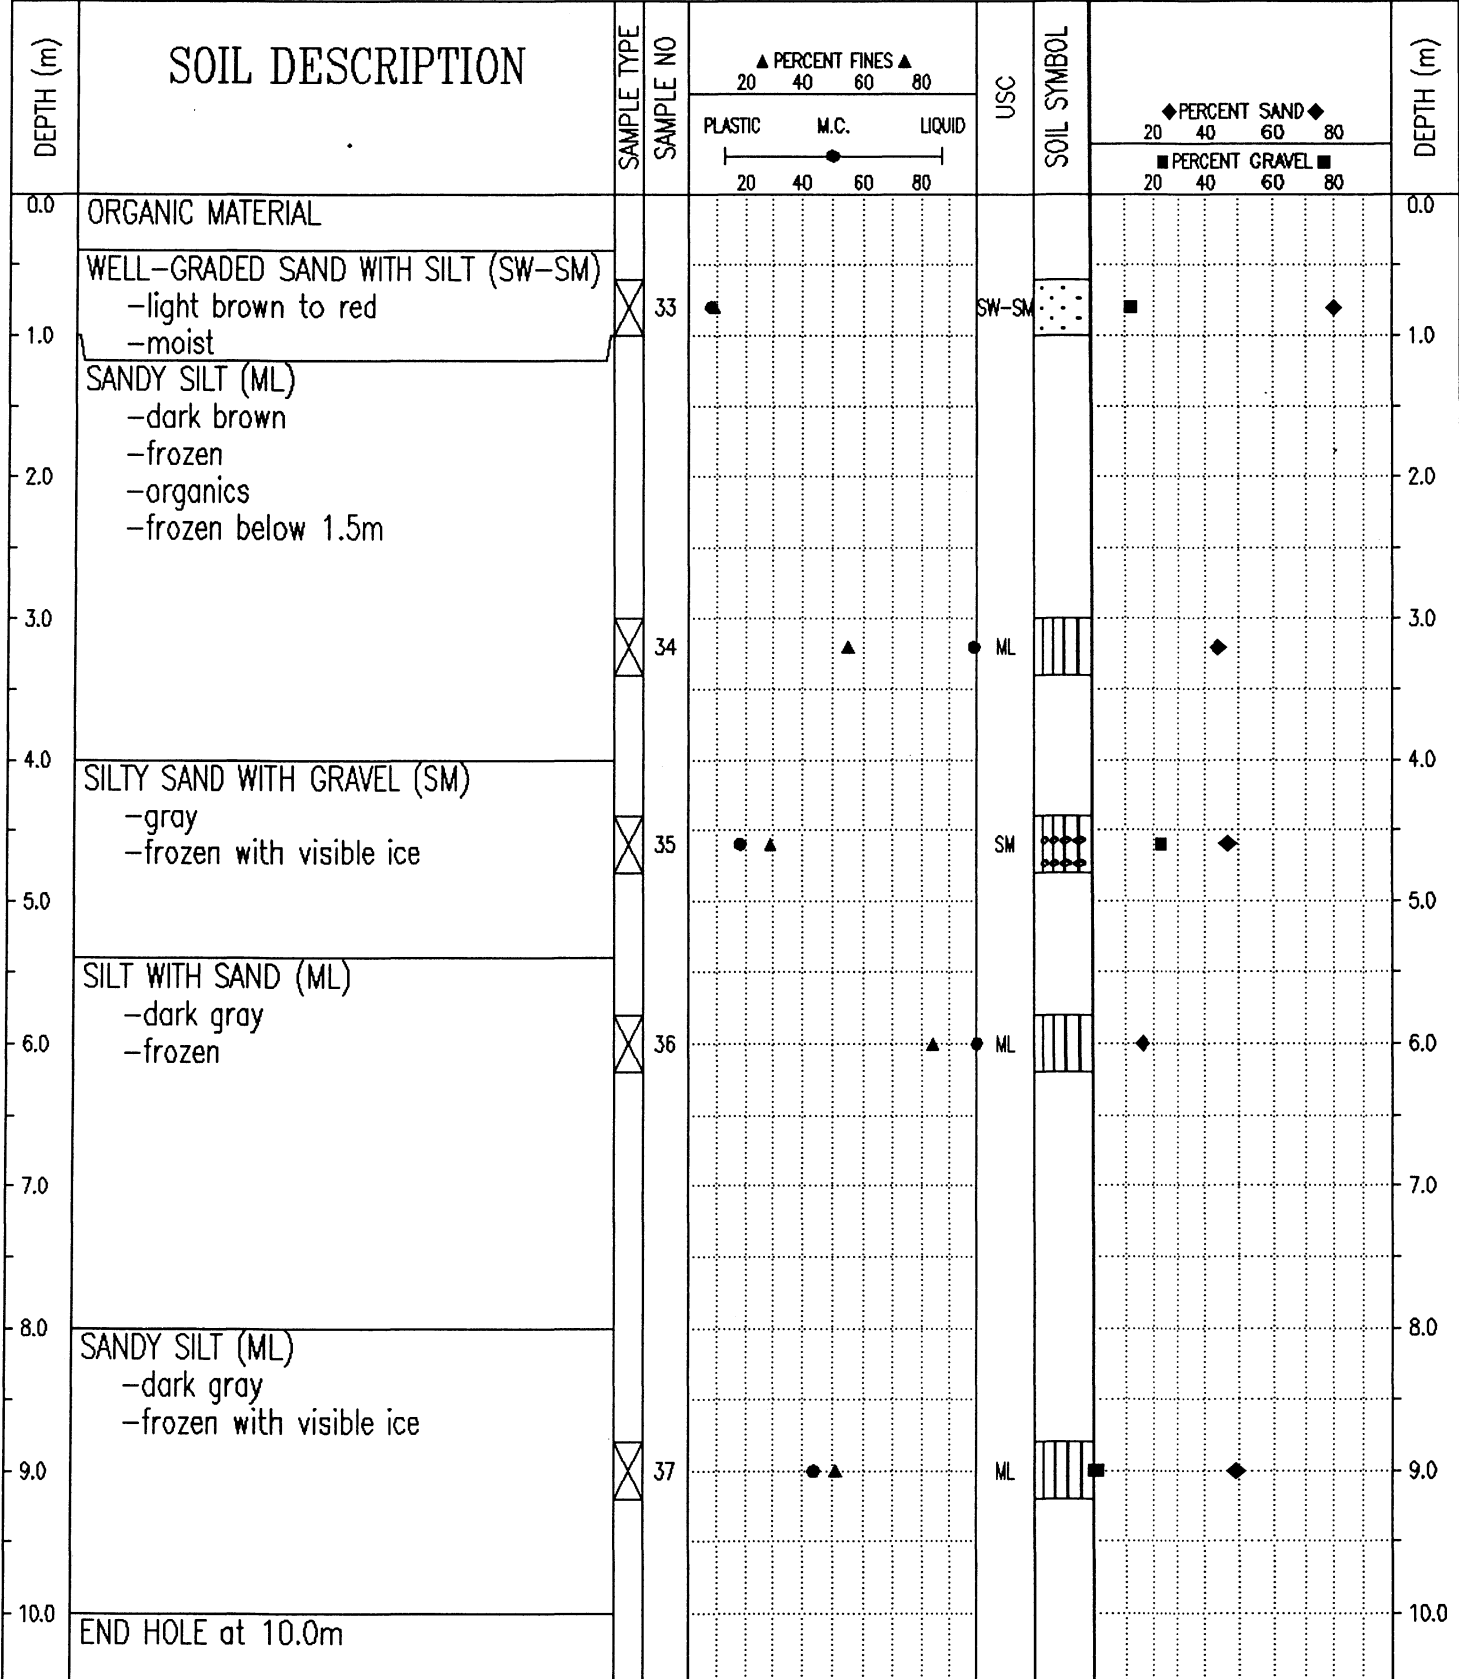 DEPTH (m)
SOIL DESCRIPTION
SAMPLE TYPE
SAMPLE NO
▲ PERCENT FINES ▲
20 40 60 80
PLASTIC M.C. LIQUID
20 40 60 80
USC
SOIL SYMBOL
◆PERCENT SAND◆
20 40 60 80
■PERCENT GRAVEL■
20 40 60 80
DEPTH (m)
0.0 ORGANIC MATERIAL 0.0
WELL-GRADED SAND WITH SILT (SW-SM)
-light brown to red 33 SW-SM
1.0 -moist 1.0
SANDY SILT (ML)
-dark brown
-frozen
2.0 -organics 2.0
-frozen below 1.5m
3.0 3.0
34 ML
4.0 4.0
SILTY SAND WITH GRAVEL (SM)
-gray
-frozen with visible ice 35 SM
5.0 5.0
SILT WITH SAND (ML)
-dark gray
6.0 -frozen 36 ML 6.0
7.0 7.0
8.0 8.0
SANDY SILT (ML)
-dark gray
-frozen with visible ice
9.0 37 ML 9.0
10.0 10.0
END HOLE at 10.0m